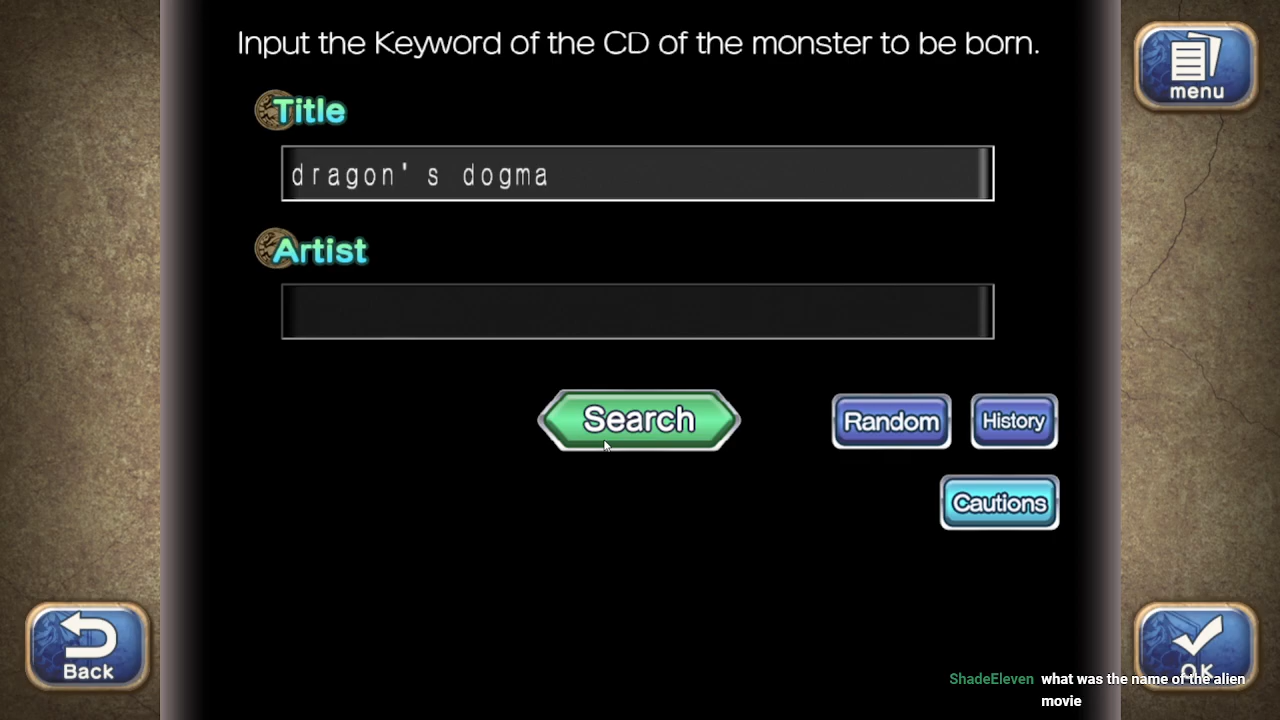 Input the Keyword of the CD of the monster to be born.
menu
Title
dragon's dogma
Artist
Search
Random
History
Cautions
Back
OK
ShadeEleven what was the name of the alien
movie